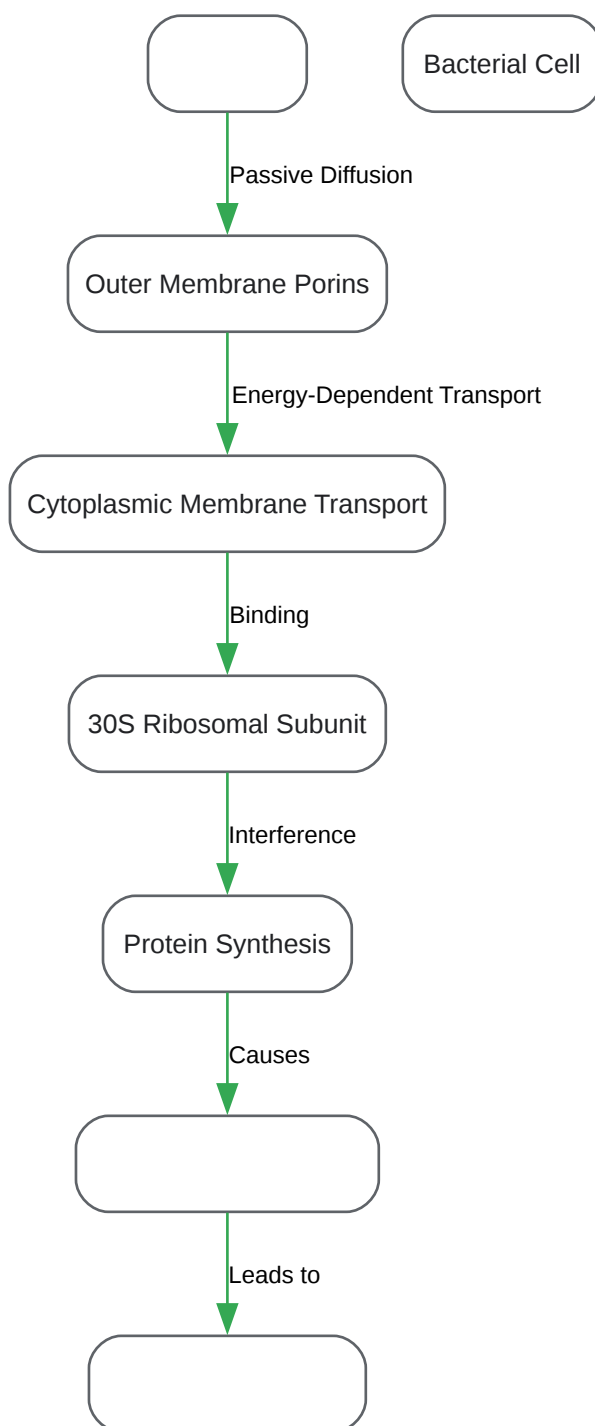 Bacterial Cell
Passive Diffusion
Outer Membrane Porins
Energy-Dependent Transport
Cytoplasmic Membrane Transport
Binding
30S Ribosomal Subunit
Interference
Protein Synthesis
Causes
Leads to